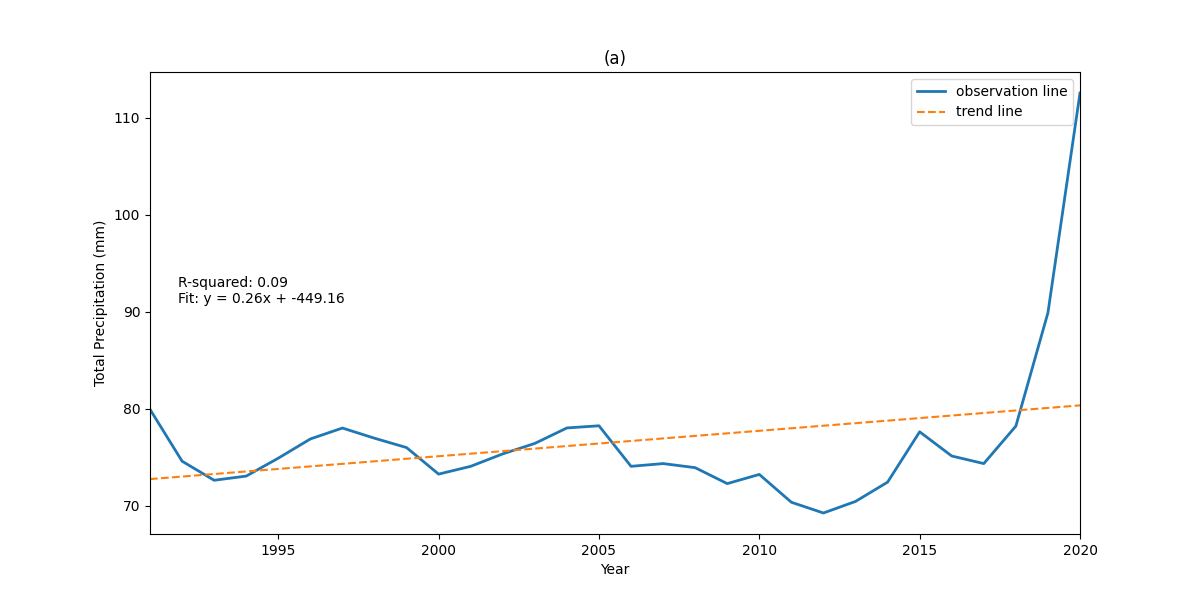 (a)
observation line
trend line
110
100
90
80
70
Total Precipitation (mm)
R-squared: 0.09
Fit: y = 0.26x + -449.16
1995
2000
2005
2010
2015
2020
Year